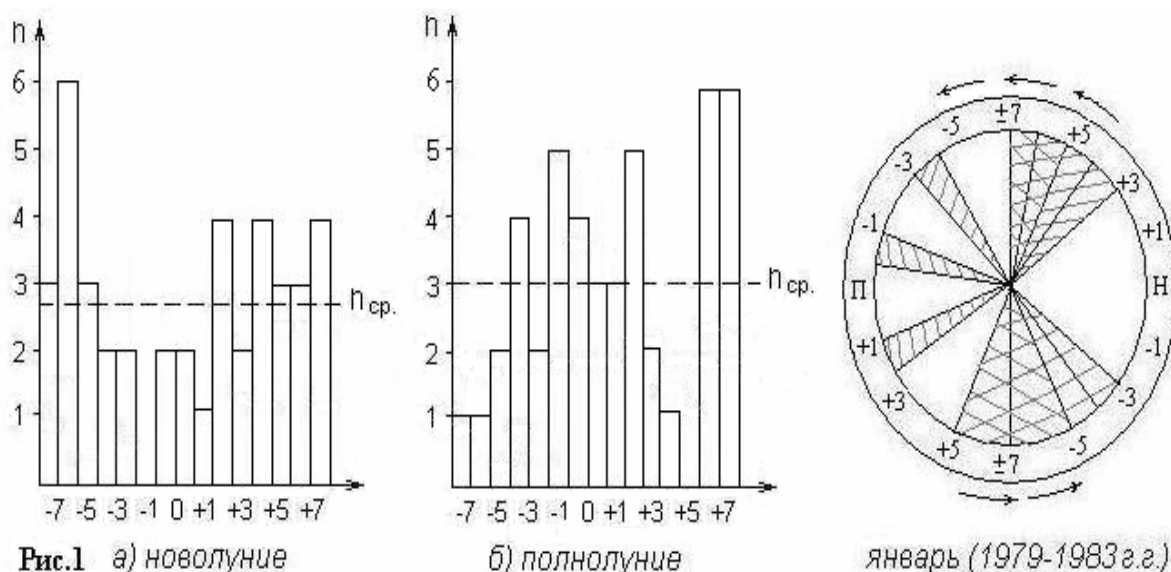 n
6
5
4
3
2
1
n ср.
-7 -5 -3 -1 0 +1 +3 +5 +7
Рис.1 а) новолуние
n
6
5
4
3
2
1
n ср.
-7 -5 -3 -1 0 +1 +3 +5 +7
б) полнолуние
±7
-5 +5
-3 +3
-1 +1
П Н
+1 -1
+3 -3
+5 -5
±7
январь (1979-1983г.г.)